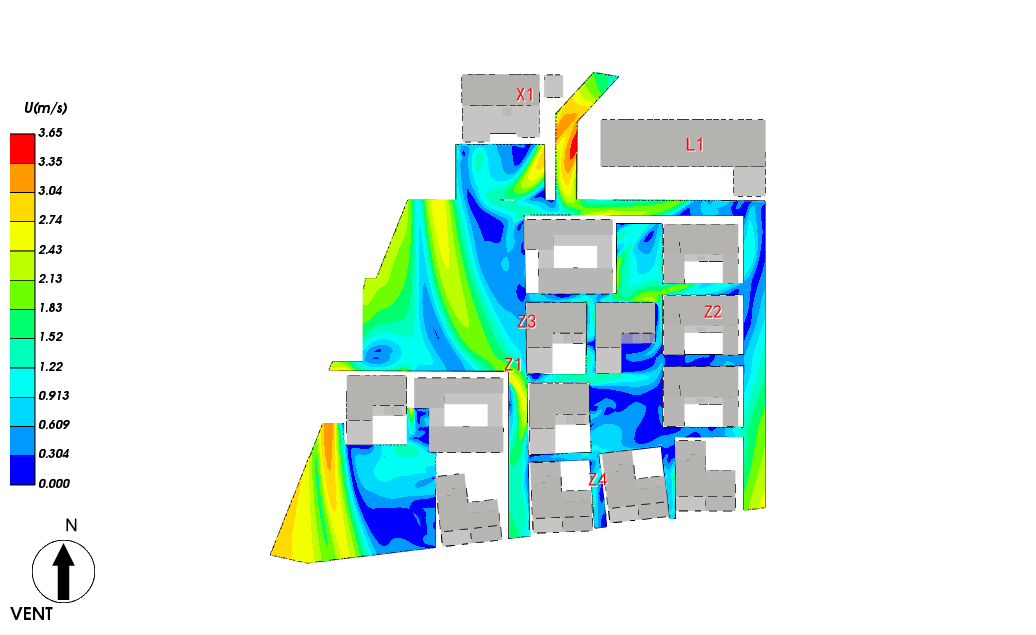 U(m/s)
3.65
3.35
3.04
2.74
2.43
2.13
1.83
1.52
1.22
0.913
0.609
0.304
0.000
X1
L1
Z3
Z2
Z1
Z4
N
VENT